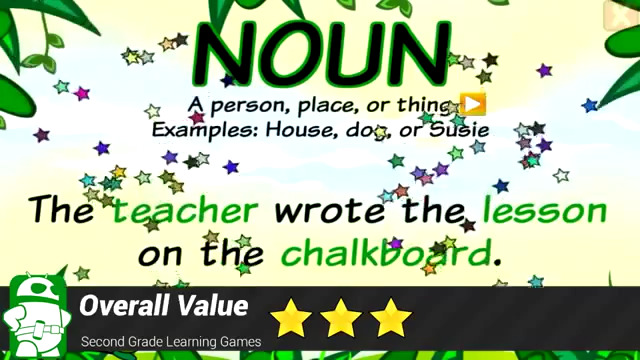 NOUN
A person, place, or thing
Examples: House, dog, or Susie
The teacher wrote the lesson
on the chalkboard.
Overall Value
Second Grade Learning Games